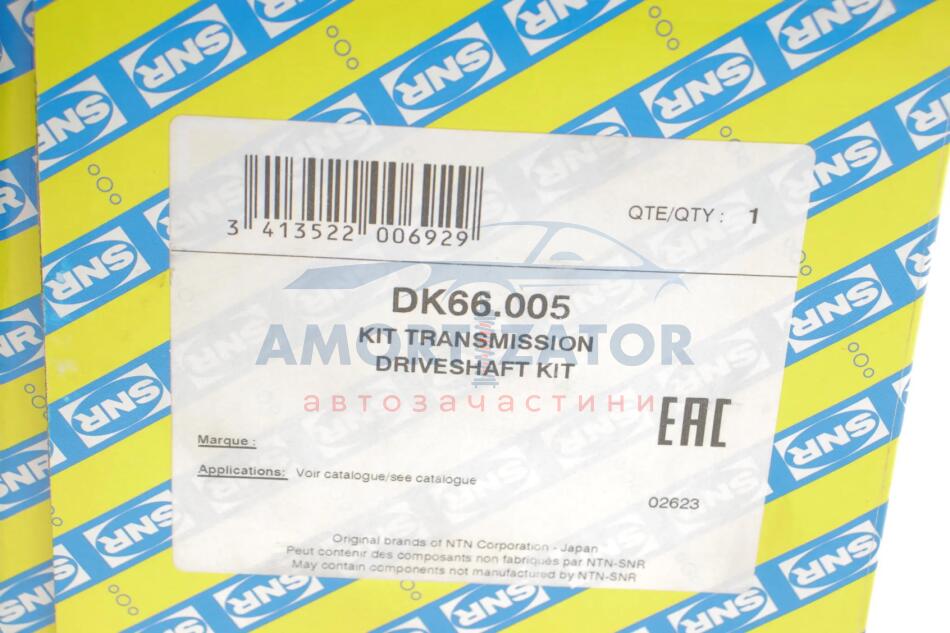 SNR
3 413522 006929
QTE/QTY : 1
DK66.005
KIT TRANSMISSION
DRIVESHAFT KIT
AMORTIZATOR
автозачастини
EAC
Marque :
Applications: Voir catalogue/see catalogue
02623
Original brands of NTN Corporation - Japan
Peut contenir des composants non fabriqués par NTN-SNR
May contain components not manufactured by NTN-SNR